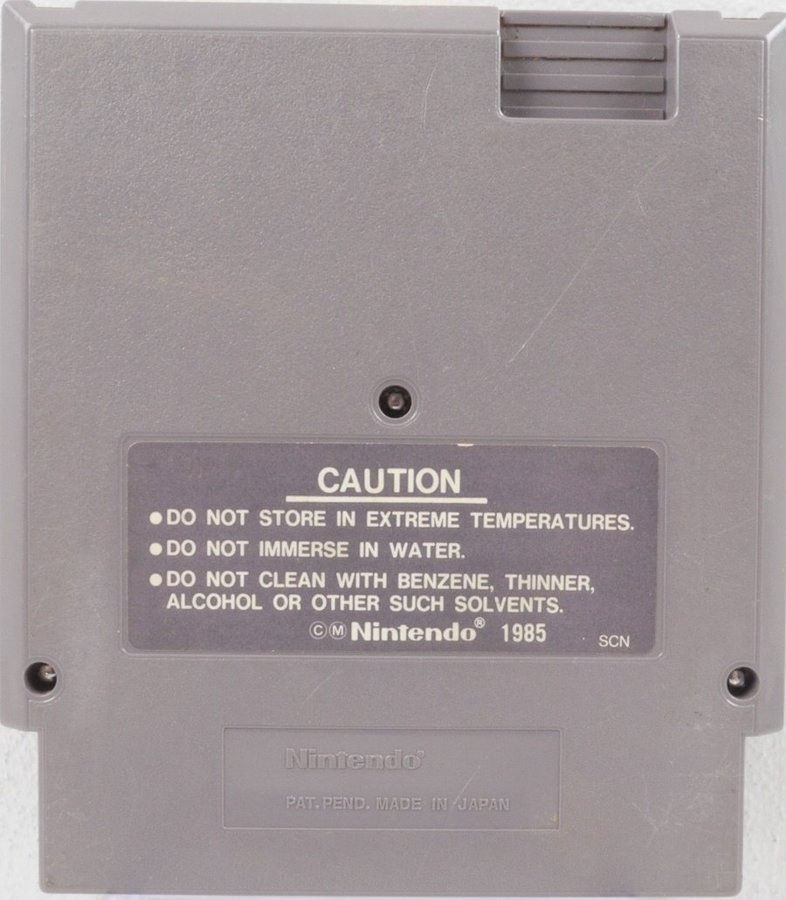 CAUTION
●DO NOT STORE IN EXTREME TEMPERATURES.
●DO NOT IMMERSE IN WATER.
●DO NOT CLEAN WITH BENZENE, THINNER,
ALCOHOL OR OTHER SUCH SOLVENTS.
ⒸⓂNintendo® 1985 SCN
Nintendo®
PAT. PEND. MADE IN JAPAN